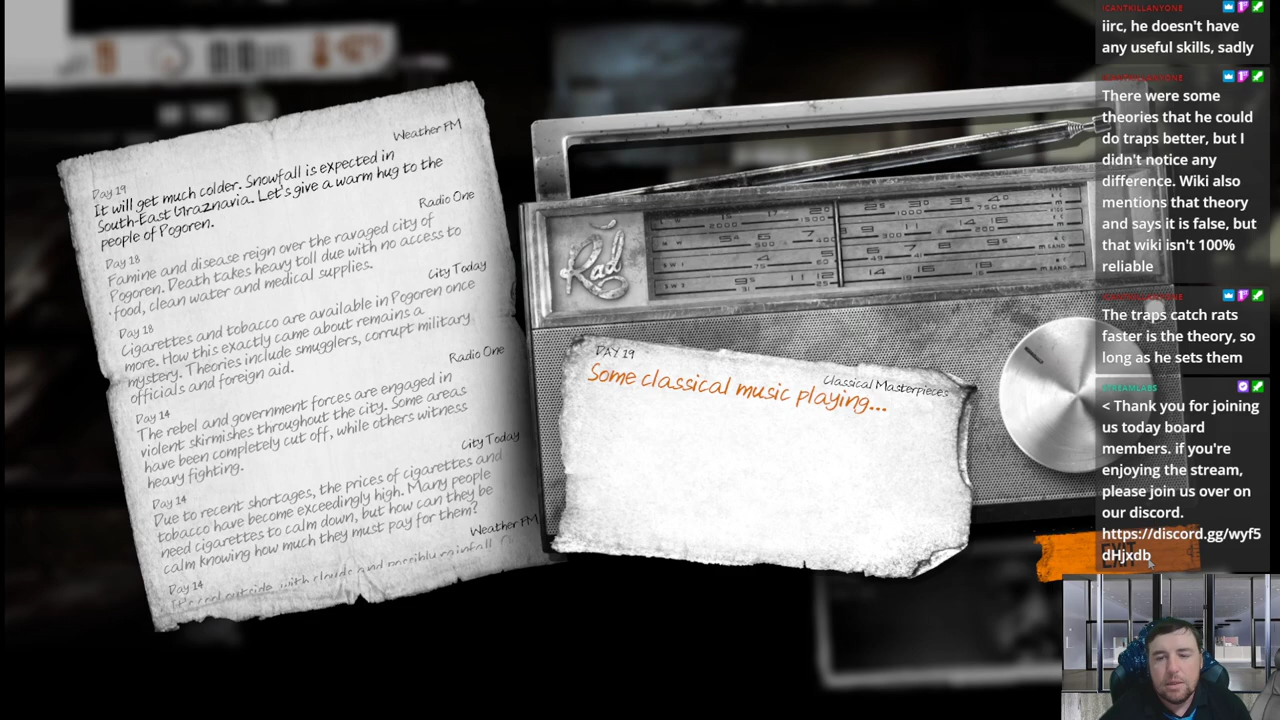 Weather FM
Day 19
It will get much colder. Snowfall is expected in
South-East Graznavia. Let's give a warm hug to the
people of Pogoren.
Radio One
Day 18
Famine and disease reign over the ravaged city of
Pogoren. Death takes heavy toll due with no access to
food, clean water and medical supplies.
City Today
Day 18
Cigarettes and tobacco are available in Pogoren once
more. How this exactly came about remains a
mystery. Theories include smugglers, corrupt military
officials and foreign aid.
Radio One
Day 14
The rebel and government forces are engaged in
violent skirmishes throughout the city. Some areas
have been completely cut off, while others witness
heavy fighting.
City Today
Day 14
Due to recent shortages, the prices of cigarettes and
tobacco have become exceedingly high. Many people
need cigarettes to calm down, but how can they be
calm knowing how much they must pay for them?
Weather FM
Day 14
outside, with clouds and possibly rainfall.
Rad
DAY 19
Classical Masterpieces
Some classical music playing...
EXIT
ICANTKILLANYONE
iirc, he doesn't have
any useful skills, sadly
There were some
theories that he could
do traps better, but I
didn't notice any
difference. Wiki also
mentions that theory
and says it is false, but
that wiki isn't 100%
reliable
The traps catch rats
faster is the theory, so
long as he sets them
STREAMLABS
< Thank you for joining
us today board
members. if you're
enjoying the stream,
please join us over on
our discord.
https://discord.gg/wyf5
dHjxdb